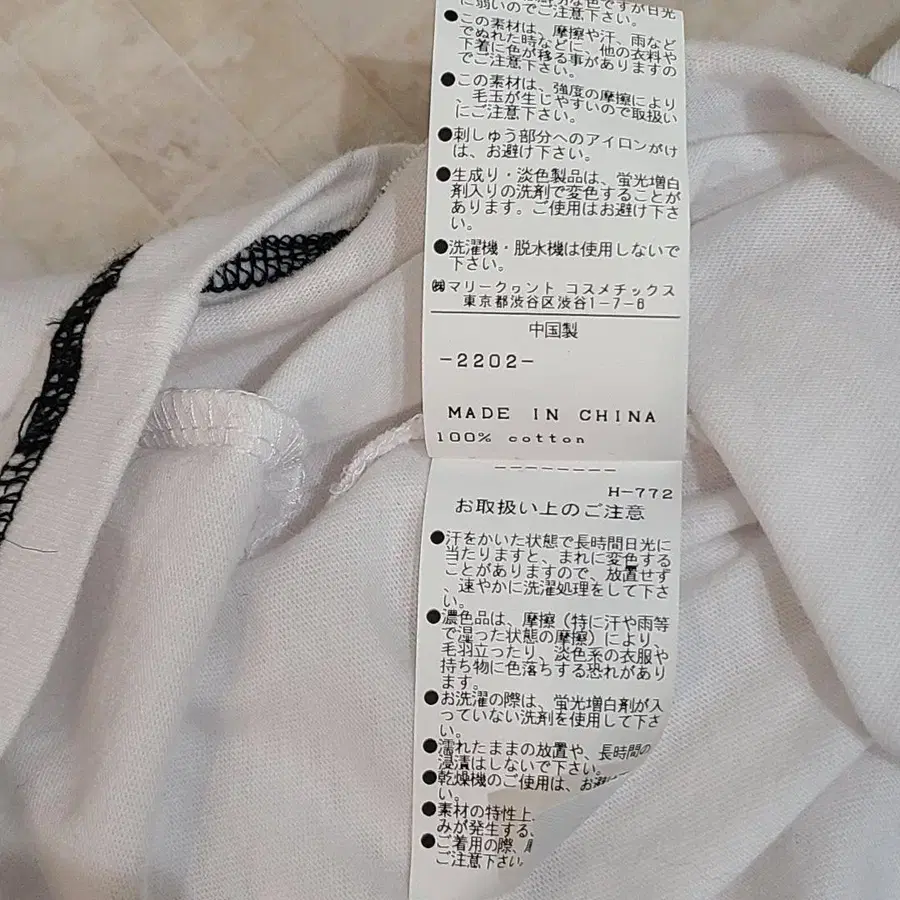 に弱いのでご注意下さい。
●この素材は、摩擦や汗、雨など
でぬれた時などに、他の衣料や
下着に色が移る事がありますの
でご注意下さい。
●この素材は、強度の摩擦により
、毛玉が生じやすいので取扱い
にご注意下さい。
●刺しゅう部分へのアイロンがけ
は、お避け下さい。
●生成り・淡色製品は、蛍光増白
剤入りの洗剤で変色することが
あります。ご使用はお避け下さ
い。
●洗濯機・脱水機は使用しないで
下さい。
㈱マリークヮント コスメチックス
東京都渋谷区渋谷1-7-6
中国製
-2202-
MADE IN CHINA
100% cotton
--------
H-772
お取扱い上のご注意
●汗をかいた状態で長時間日光に
当たりますと、まれに変色する
ことがありますので、放置せず
、速やかに洗濯処理をして下さ
い。
●濃色品は、摩擦（特に汗や雨等
で湿った状態の摩擦）により、
毛羽立ったり、淡色系の衣服や
持ち物に色落ちする恐れがあり
ます。
●お洗濯の際は、蛍光増白剤が入
っていない洗剤を使用して下さ
い。
●濡れたままの放置や、長時間の
浸漬はしないで下さい。
●乾燥機のご使用は、お避
い。
●素材の特性上、
みが発生する、
●ご着用の際、
ご注意下さい。